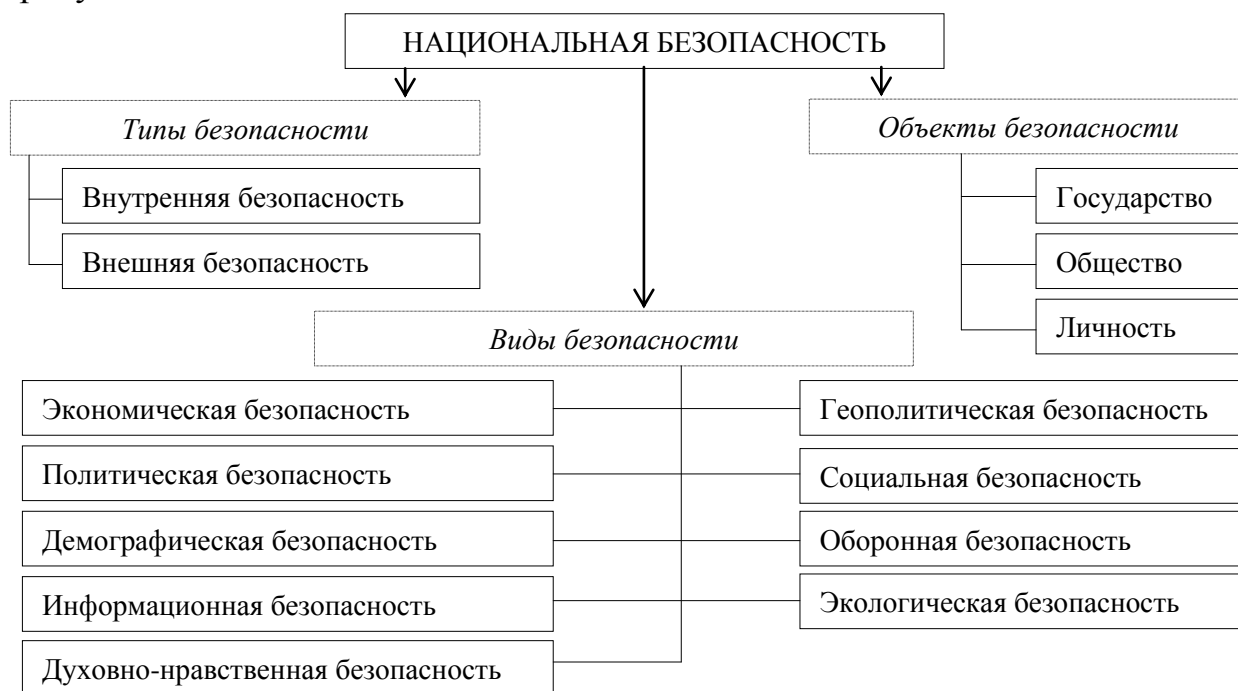 НАЦИОНАЛЬНАЯ БЕЗОПАСНОСТЬ
Типы безопасности
Внутренняя безопасность
Внешняя безопасность
Объекты безопасности
Государство
Общество
Личность
Виды безопасности
Экономическая безопасность
Политическая безопасность
Демографическая безопасность
Информационная безопасность
Духовно-нравственная безопасность
Геополитическая безопасность
Социальная безопасность
Оборонная безопасность
Экологическая безопасность